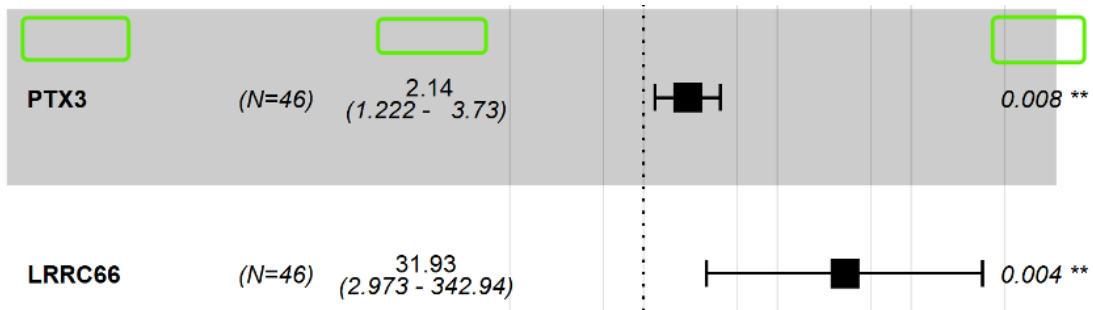 PTX3 (N=46) 2.14 0.008 **
(1.222 - 3.73)
LRRC66 (N=46) 31.93 0.004 **
(2.973 - 342.94)